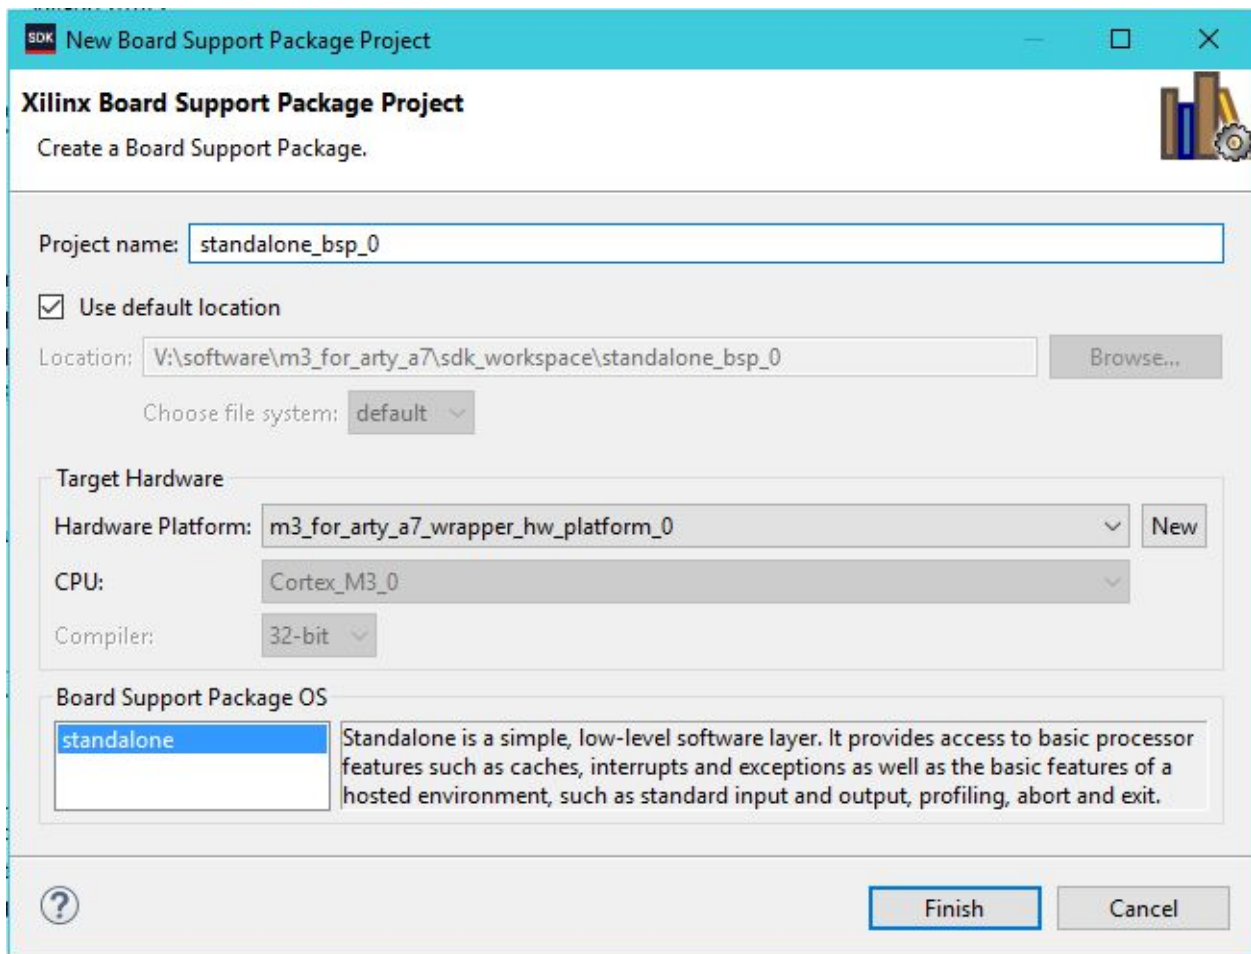 SDK New Board Support Package Project
Xilinx Board Support Package Project
Create a Board Support Package.
Project name: standalone_bsp_0
Use default location
Location: V:\software\m3_for_arty_a7\sdk_workspace\standalone_bsp_0 Browse...
Choose file system: default
Target Hardware
Hardware Platform: m3_for_arty_a7_wrapper_hw_platform_0 New
CPU: Cortex_M3_0
Compiler: 32-bit
Board Support Package OS
standalone
Standalone is a simple, low-level software layer. It provides access to basic processor
features such as caches, interrupts and exceptions as well as the basic features of a
hosted environment, such as standard input and output, profiling, abort and exit.
? Finish Cancel